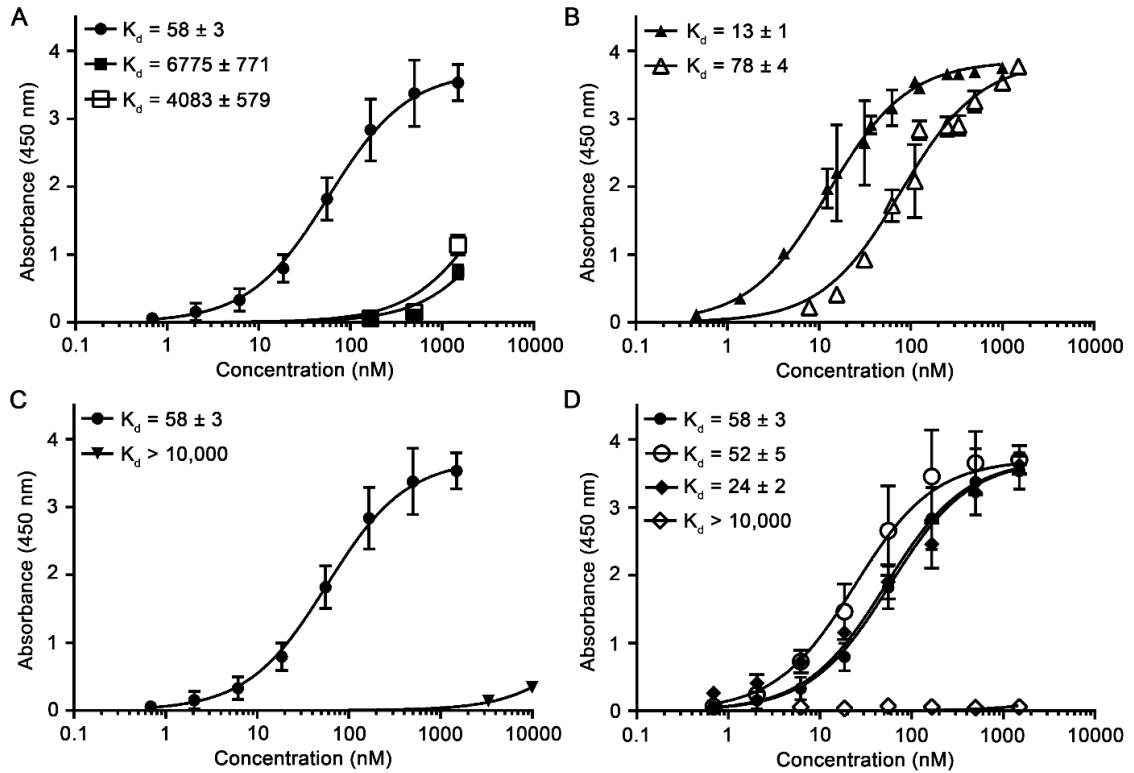 A
K_d = 58 ± 3
K_d = 6775 ± 771
K_d = 4083 ± 579
Absorbance (450 nm)
4
3
2
1
0
0.1 1 10 100 1000 10000
Concentration (nM)
B
K_d = 13 ± 1
K_d = 78 ± 4
Absorbance (450 nm)
4
3
2
1
0
0.1 1 10 100 1000 10000
Concentration (nM)
C
K_d = 58 ± 3
K_d > 10,000
Absorbance (450 nm)
4
3
2
1
0
0.1 1 10 100 1000 10000
Concentration (nM)
D
K_d = 58 ± 3
K_d = 52 ± 5
K_d = 24 ± 2
K_d > 10,000
Absorbance (450 nm)
4
3
2
1
0
0.1 1 10 100 1000 10000
Concentration (nM)